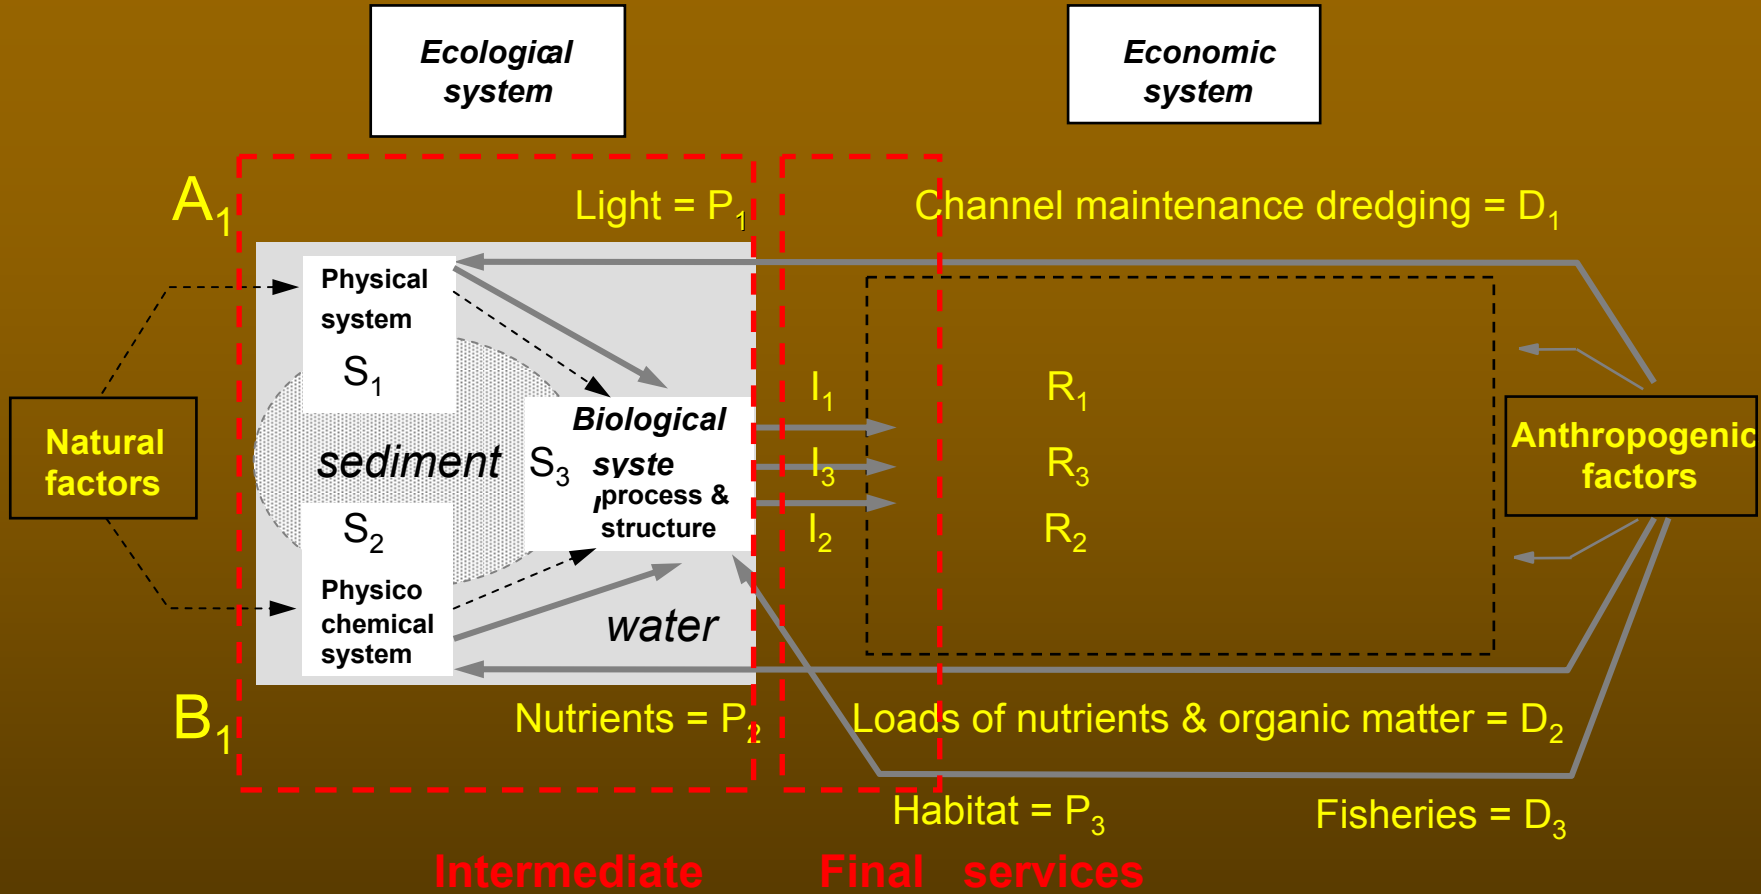 Ecological
system
Economic
system
A1
Light = P1
Channel maintenance dredging = D1
Physical
system
S1
Natural
factors
sediment
S3
Biological
syste
process &
structure
S2
Physico
chemical
system
water
I1
I3
I2
R1
R3
R2
Anthropogenic
factors
B1
Nutrients = P2
Loads of nutrients & organic matter = D2
Habitat = P3
Fisheries = D3
Intermediate
Final services